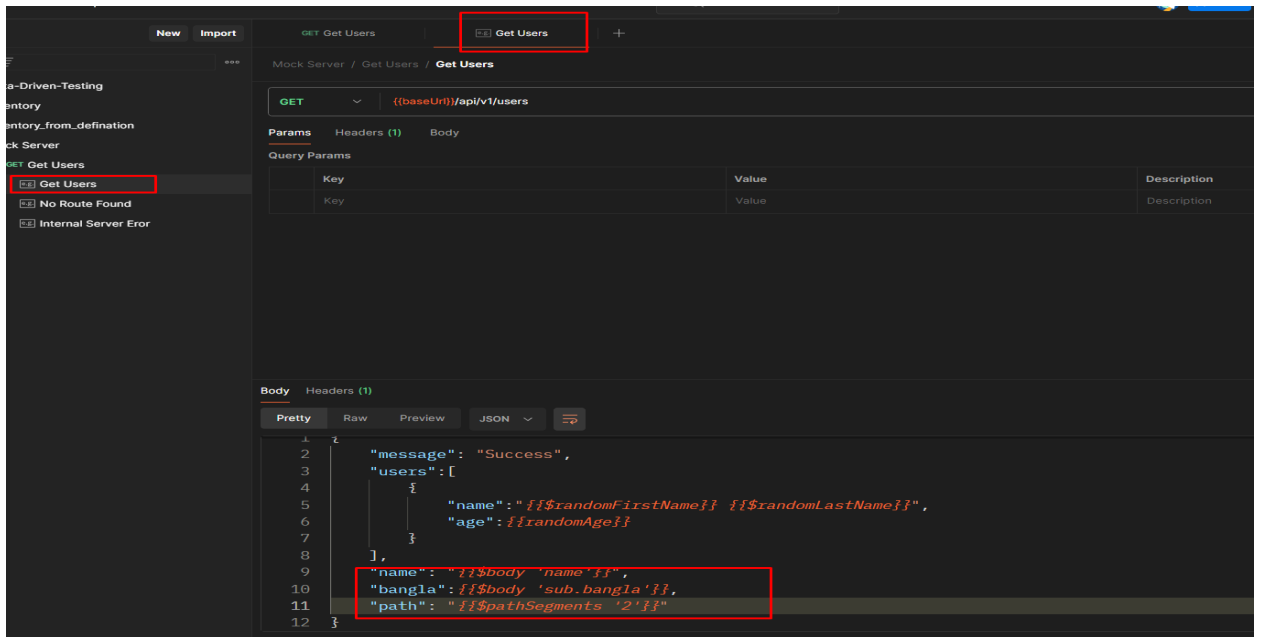 New Import
GET Get Users
e.g. Get Users
+
ooo
Mock Server / Get Users / Get Users
a-Driven-Testing
entory
entory_from_defination
ck Server
GET Get Users
e.g. Get Users
e.g. No Route Found
e.g. Internal Server Eror
GET {{baseUrl}}/api/v1/users
Params Headers (1) Body
Query Params
Key Value Description
Key Value Description
Body Headers (1)
Pretty Raw Preview JSON
1 {
2 "message": "Success",
3 "users":[
4 {
5 "name":"{{$randomFirstName}} {{$randomLastName}}",
6 "age":{{randomAge}}
7 }
8 ],
9 "name": "{{$body 'name'}}",
10 "bangla":{{$body 'sub.bangla'}},
11 "path": "{{$pathSegments '2'}}"
12 }